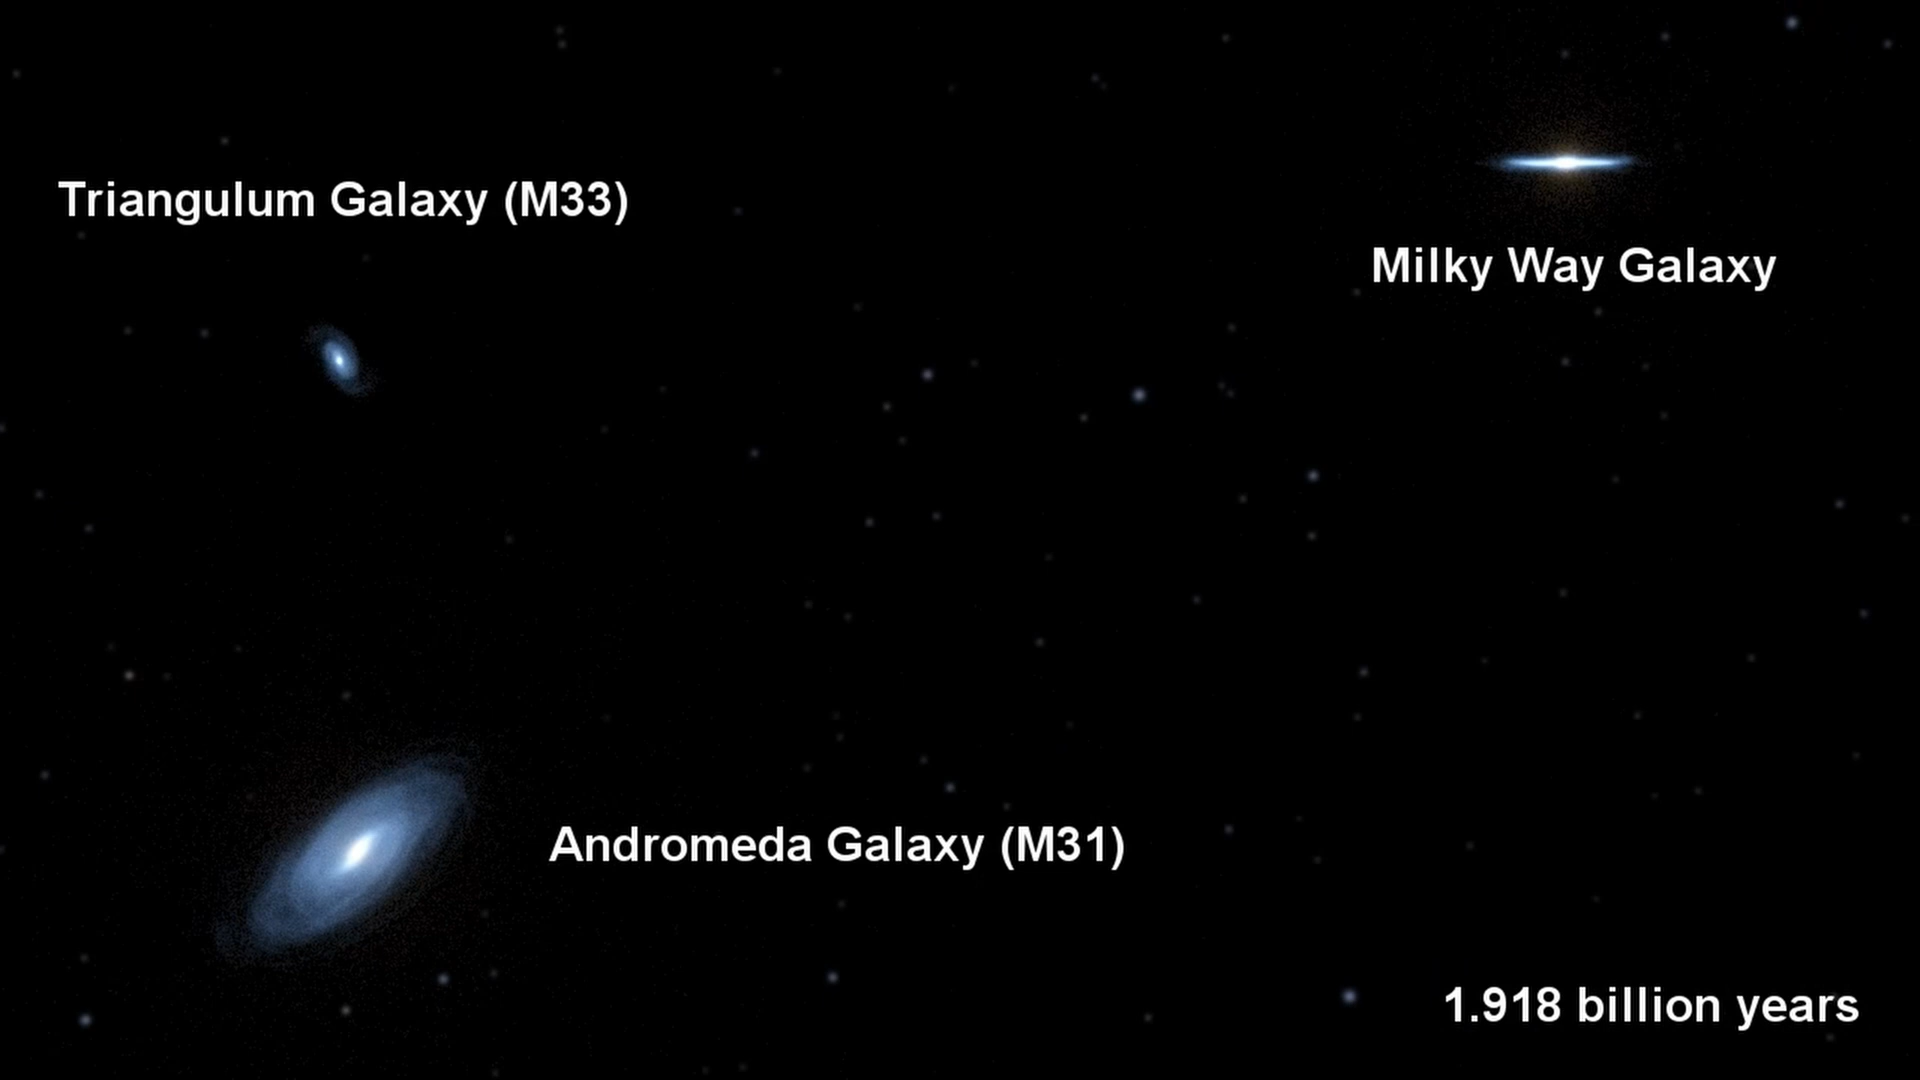 Triangulum Galaxy (M33)
Milky Way Galaxy
Andromeda Galaxy (M31)
1.918 billion years